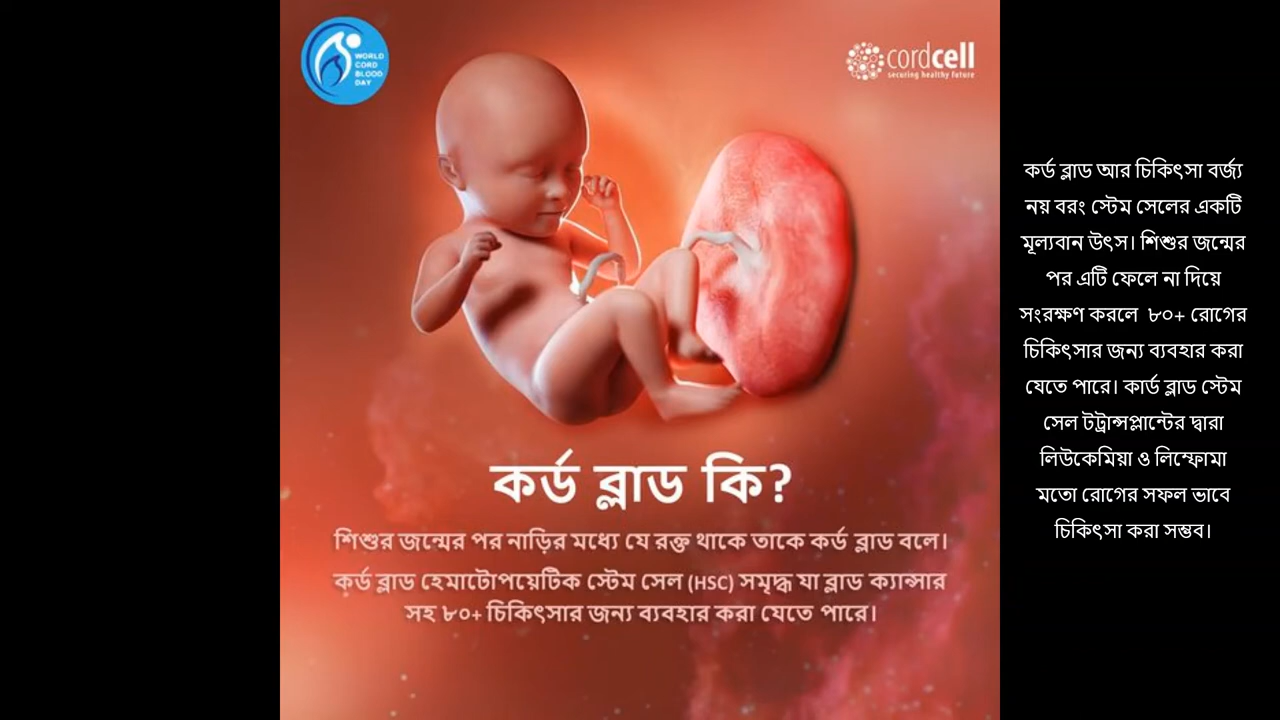 WORLD
CORD
BLOOD
DAY
cordcell
securing healthy future
কর্ড ব্লাড কি?
শিশুর জন্মের পর নাড়ির মধ্যে যে রক্ত থাকে তাকে কর্ড ব্লাড বলে।
কর্ড ব্লাড হেমাটোপয়েটিক স্টেম সেল (HSC) সমৃদ্ধ যা ব্লাড ক্যান্সার
সহ ৮০+ চিকিৎসার জন্য ব্যবহার করা যেতে পারে।
কর্ড ব্লাড আর চিকিৎসা বর্জ্য
নয় বরং স্টেম সেলের একটি
মূল্যবান উৎস। শিশুর জন্মের
পর এটি ফেলে না দিয়ে
সংরক্ষণ করলে ৮০+ রোগের
চিকিৎসার জন্য ব্যবহার করা
যেতে পারে। কার্ড ব্লাড স্টেম
সেল টট্রান্সপ্লান্টের দ্বারা
লিউকেমিয়া ও লিম্ফোমা
মতো রোগের সফল ভাবে
চিকিৎসা করা সম্ভব।